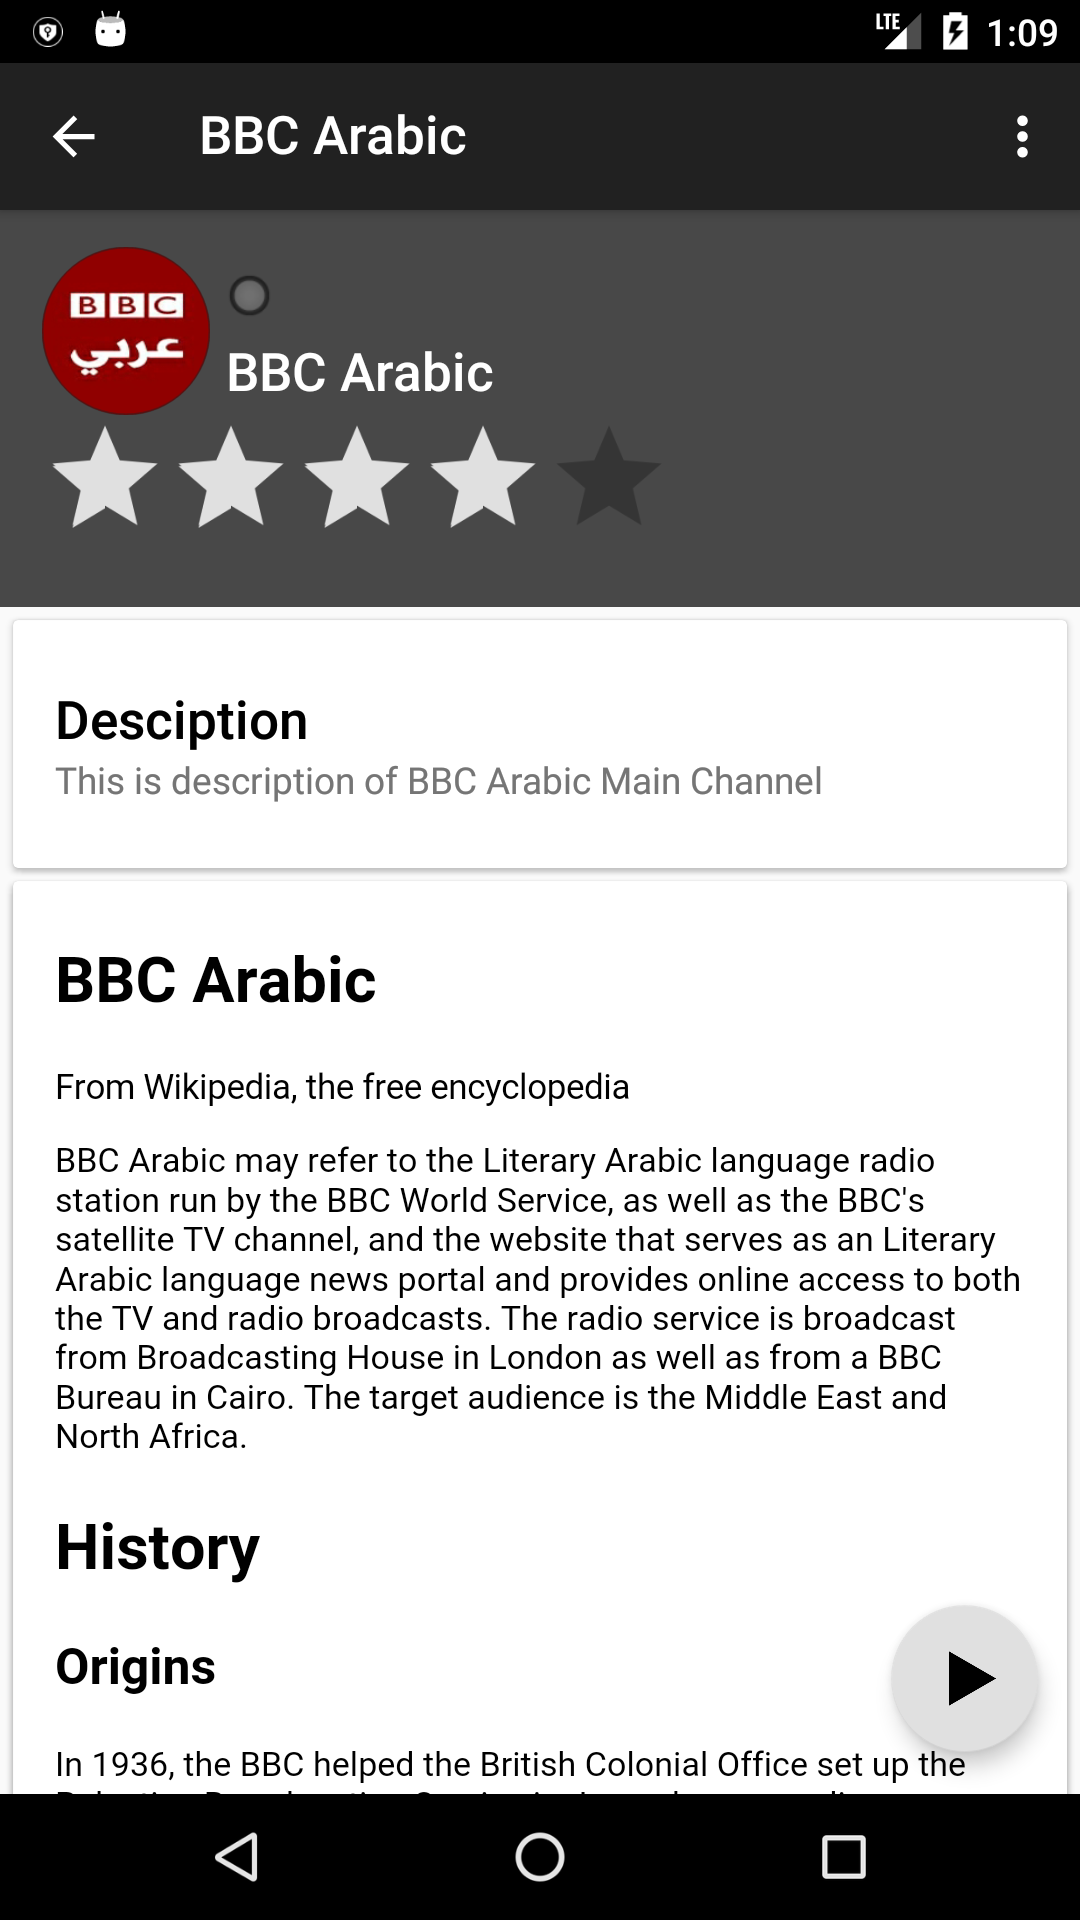 LTE 1:09
BBC Arabic
BBC
عربي
BBC Arabic
Desciption
This is description of BBC Arabic Main Channel
BBC Arabic
From Wikipedia, the free encyclopedia
BBC Arabic may refer to the Literary Arabic language radio
station run by the BBC World Service, as well as the BBC's
satellite TV channel, and the website that serves as an Literary
Arabic language news portal and provides online access to both
the TV and radio broadcasts. The radio service is broadcast
from Broadcasting House in London as well as from a BBC
Bureau in Cairo. The target audience is the Middle East and
North Africa.
History
Origins
In 1936, the BBC helped the British Colonial Office set up the